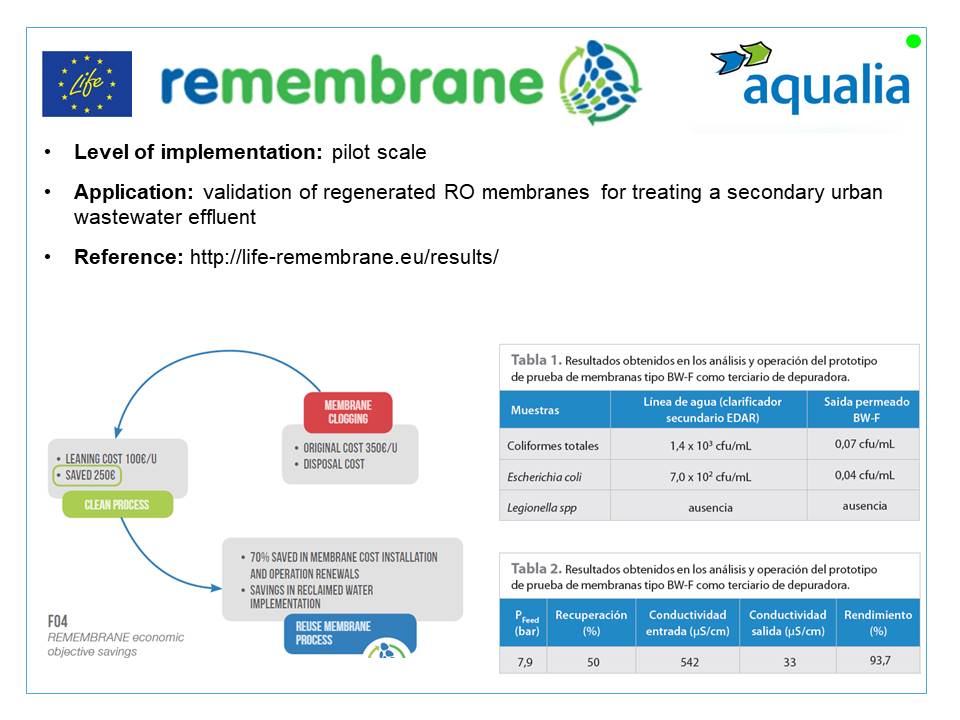 Life
remembrane
aqualia
• Level of implementation: pilot scale
• Application: validation of regenerated RO membranes for treating a secondary urban
wastewater effluent
• Reference: http://life-remembrane.eu/results/
MEMBRANE
CLOGGING
• ORIGINAL COST 350€/U
• DISPOSAL COST
• LEANING COST 100€/U
• SAVED 250€
CLEAN PROCESS
• 70% SAVED IN MEMBRANE COST INSTALLATION
AND OPERATION RENEWALS
• SAVINGS IN RECLAIMED WATER
IMPLEMENTATION
REUSE MEMBRANE
PROCESS
F04
REMEMBRANE economic
objective savings
Tabla 1. Resultados obtenidos en los análisis y operación del prototipo
de prueba de membranas tipo BW-F como terciario de depuradora.
Muestras Línea de agua (clarificador secundario EDAR) Saida permeado BW-F
Coliformes totales 1,4 x 10³ cfu/mL 0,07 cfu/mL
Escherichia coli 7,0 x 10² cfu/mL 0,04 cfu/mL
Legionella spp ausencia ausencia
Tabla 2. Resultados obtenidos en los análisis y operación del prototipo
de prueba de membranas tipo BW-F como terciario de depuradora.
PFeed (bar) Recuperación (%) Conductividad entrada (µS/cm) Conductividad salida (µS/cm) Rendimiento (%)
7,9 50 542 33 93,7